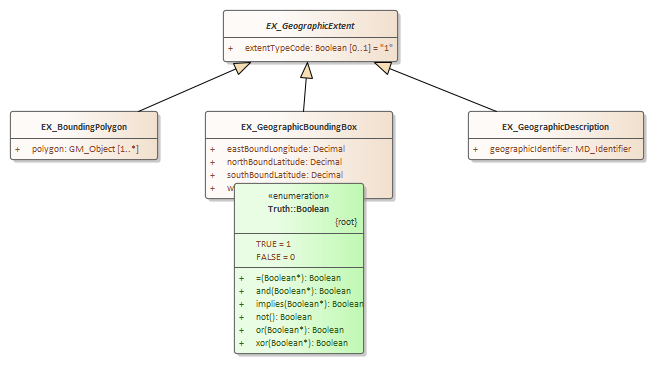 EX_GeographicExtent
+ extentTypeCode: Boolean [0..1] = "1"
EX_BoundingPolygon
+ polygon: GM_Object [1..*]
EX_GeographicBoundingBox
+ eastBoundLongitude: Decimal
+ northBoundLatitude: Decimal
+ southBoundLatitude: Decimal
+
EX_GeographicDescription
+ geographicIdentifier: MD_Identifier
«enumeration»
Truth::Boolean
{root}
TRUE = 1
FALSE = 0
+ =(Boolean*): Boolean
+ and(Boolean*): Boolean
+ implies(Boolean*): Boolean
+ not(): Boolean
+ or(Boolean*): Boolean
+ xor(Boolean*): Boolean